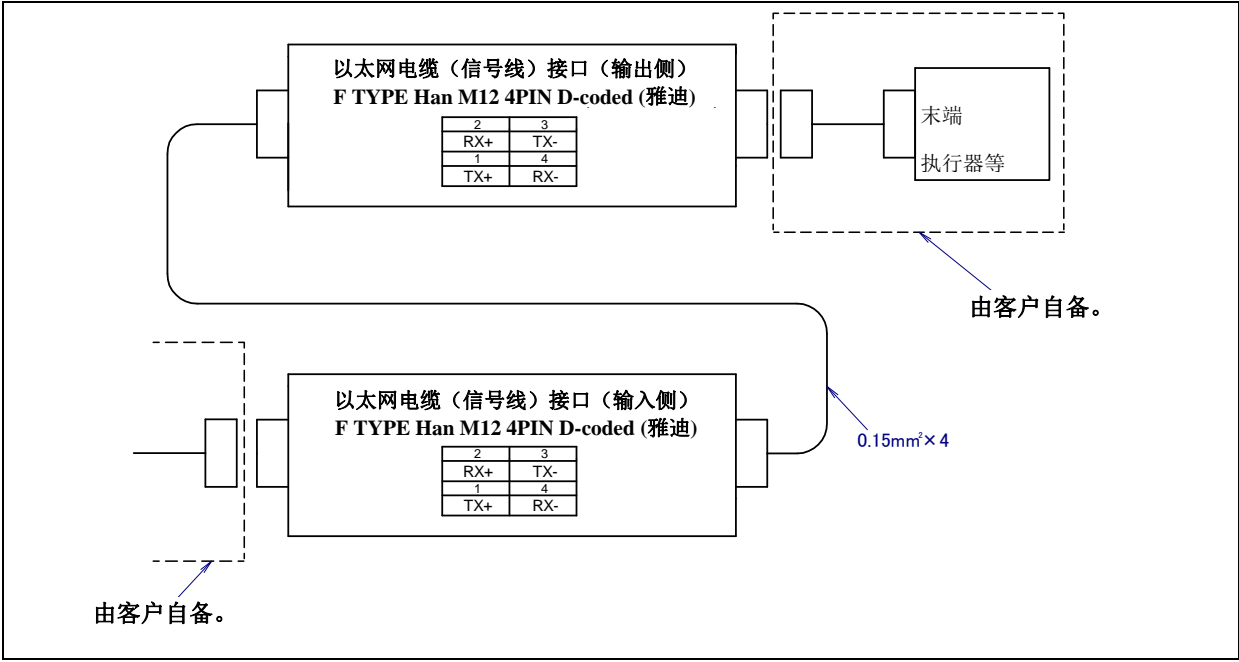 以太网电缆（信号线）接口（输出侧）
F TYPE Han M12 4PIN D-coded (雅迪)
2 3
RX+ TX-
1 4
TX+ RX-
末端
执行器等
由客户自备。
以太网电缆（信号线）接口（输入侧）
F TYPE Han M12 4PIN D-coded (雅迪)
2 3
RX+ TX-
1 4
TX+ RX-
0.15mm²×4
由客户自备。